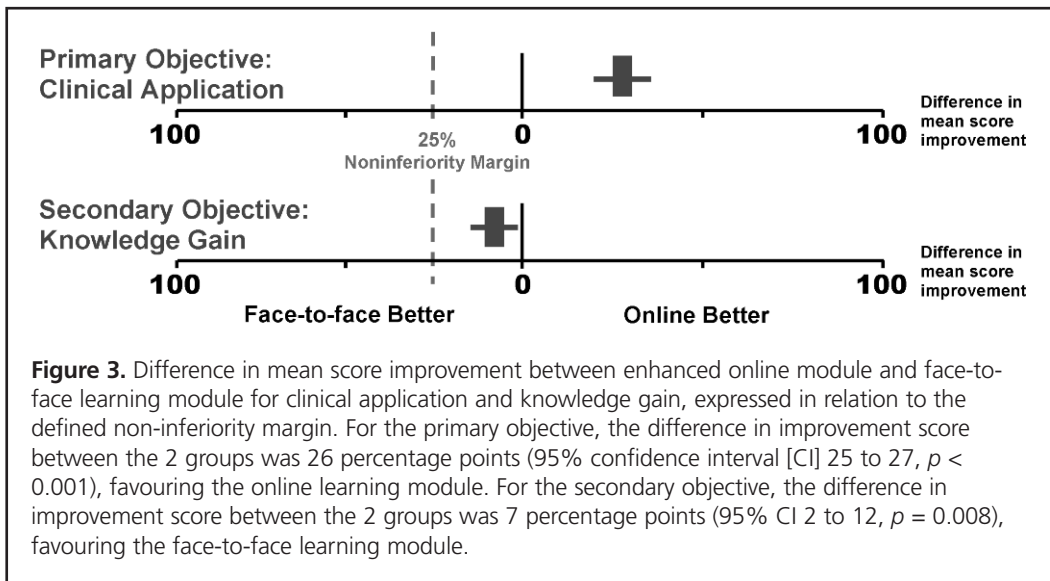 Primary Objective:
Clinical Application
Difference in
mean score
improvement
100
0
100
25%
Noninferiority Margin
Secondary Objective:
Knowledge Gain
Difference in
mean score
improvement
100
0
100
Face-to-face Better
Online Better
Figure 3. Difference in mean score improvement between enhanced online module and face-to-
face learning module for clinical application and knowledge gain, expressed in relation to the
defined non-inferiority margin. For the primary objective, the difference in improvement score
between the 2 groups was 26 percentage points (95% confidence interval [CI] 25 to 27, p <
0.001), favouring the online learning module. For the secondary objective, the difference in
improvement score between the 2 groups was 7 percentage points (95% CI 2 to 12, p = 0.008),
favouring the face-to-face learning module.